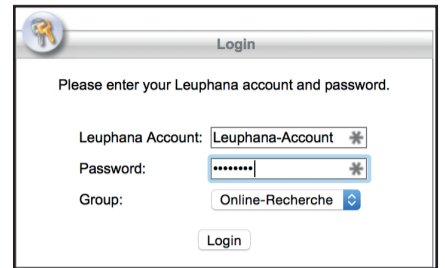 Login
Please enter your Leuphana account and password.
Leuphana Account: Leuphana-Account
Password: ••••••••
Group: Online-Recherche
Login